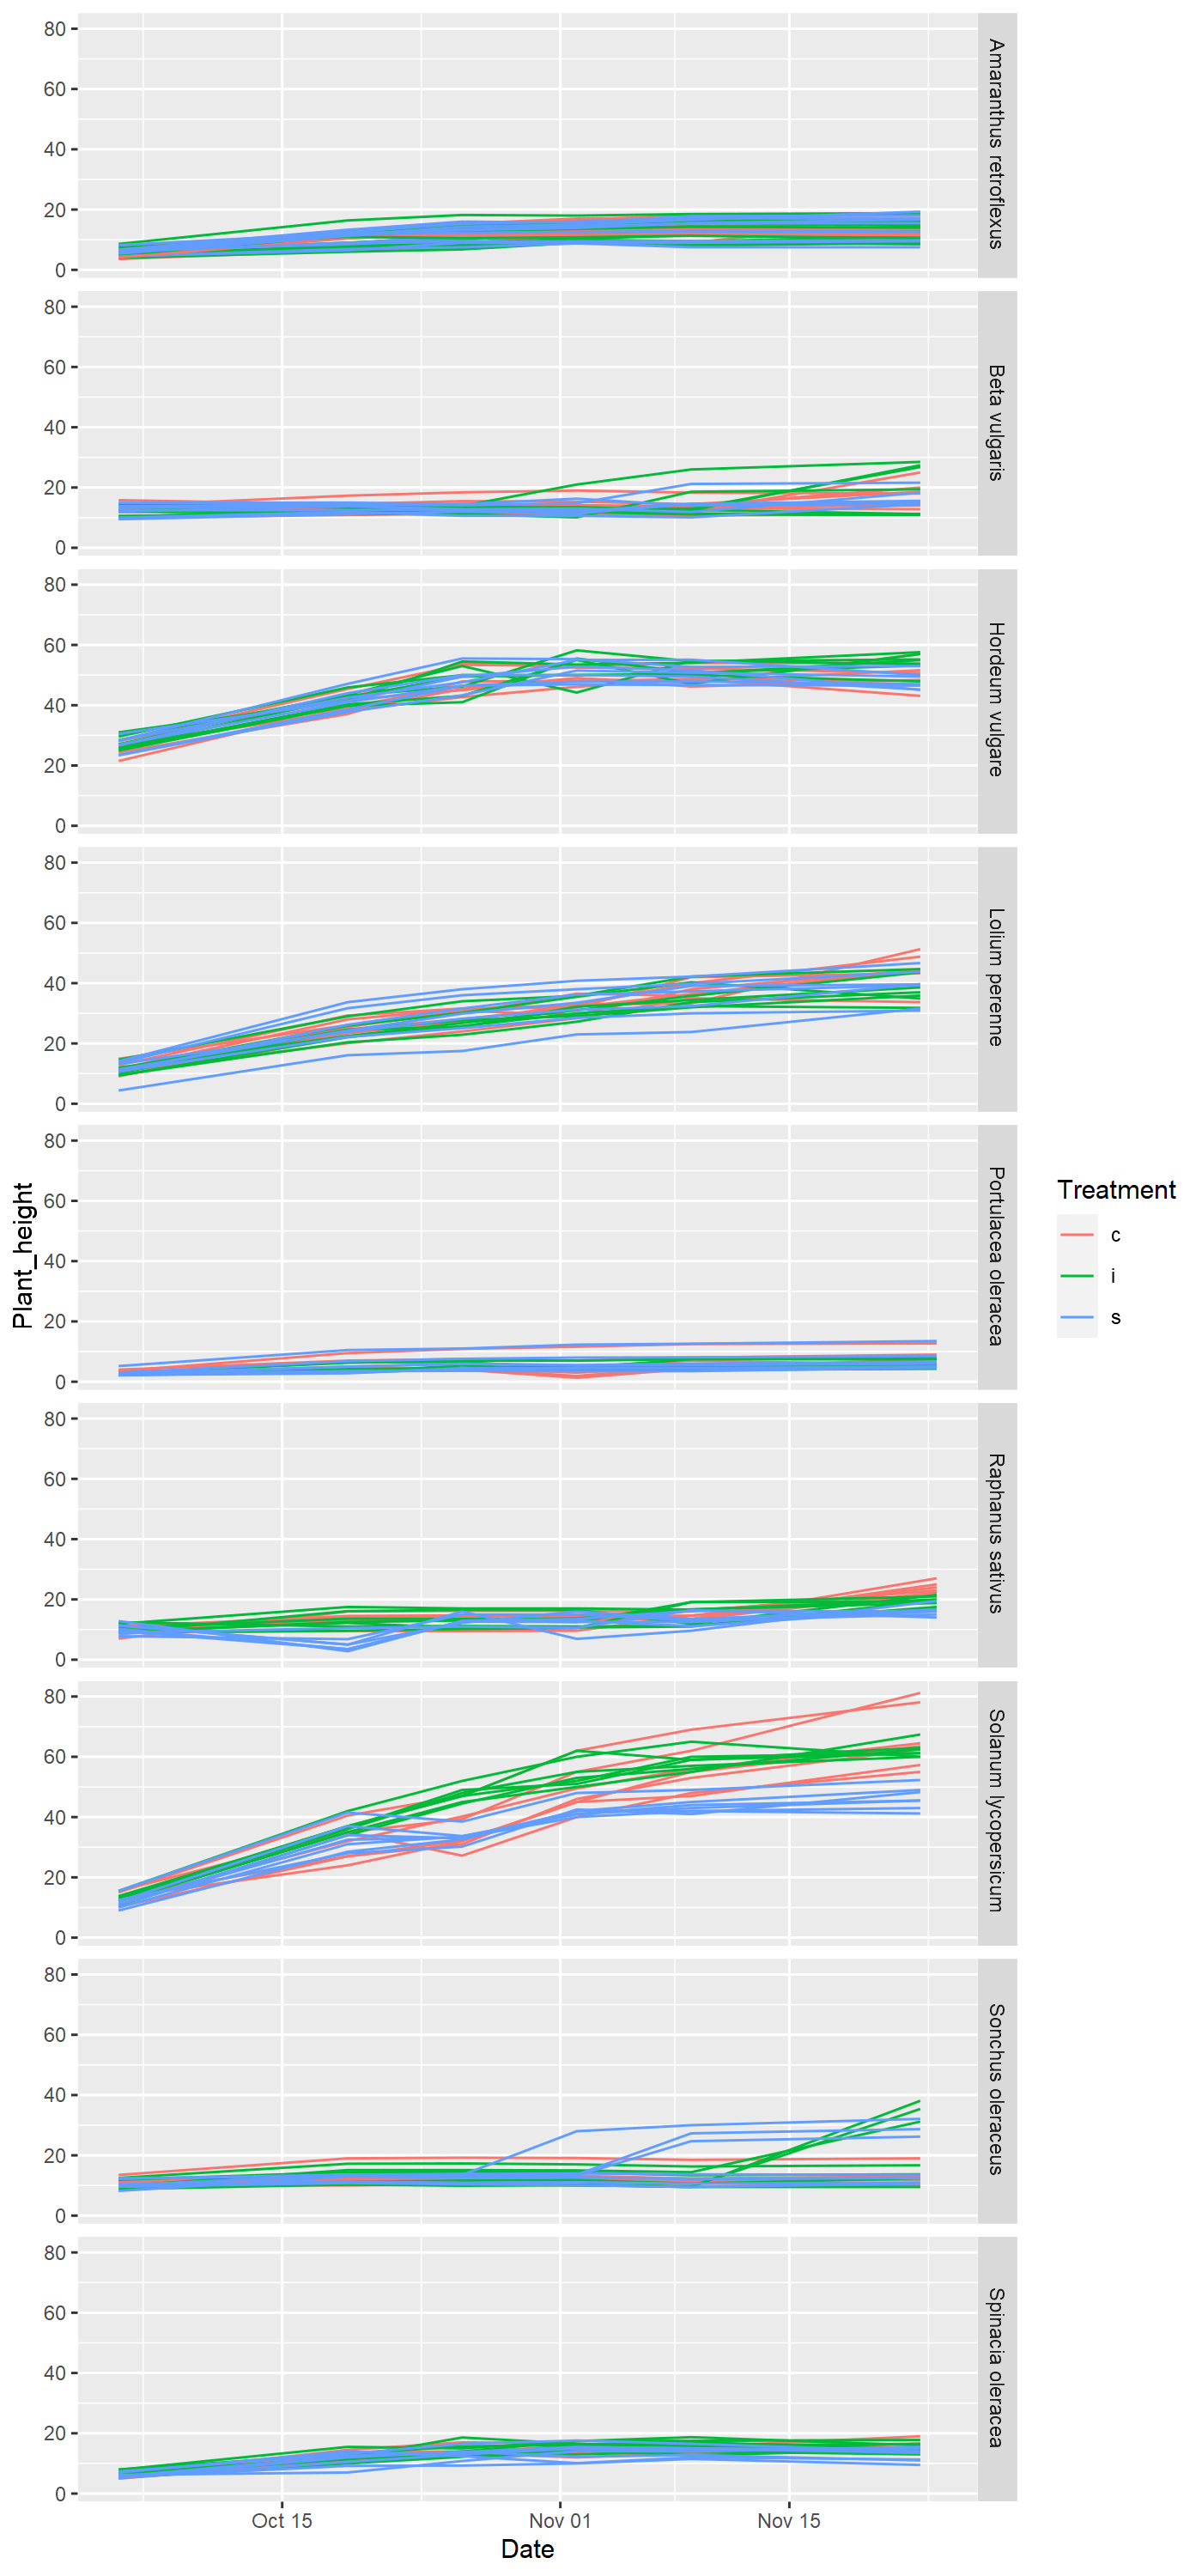 80
60
40
20
0
Amaranthus retroflexus
80
60
40
20
0
Beta vulgaris
80
60
40
20
0
Hordeum vulgare
80
60
40
20
0
Lolium perenne
80
60
40
20
0
Portulacea oleracea
80
60
40
20
0
Raphanus sativus
80
60
40
20
0
Solanum lycopersicum
80
60
40
20
0
Sonchus oleraceus
80
60
40
20
0
Spinacia oleracea
Plant_height
Oct 15
Nov 01
Nov 15
Date
Treatment
c
i
s